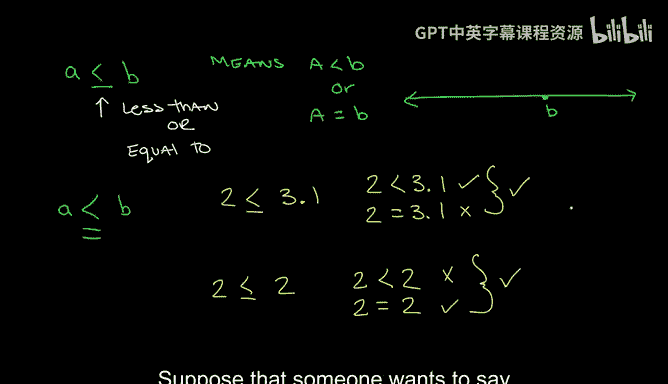 GPT中英字幕课程资源 bilibili
a ≤ b MEANS A < b
or
A = b
b
↑ LESS THAN
OR
EQUAL TO
a ≦ b
2 ≤ 3.1 2 < 3.1 ✓ } ✓
2 = 3.1 ×
2 ≤ 2 2 < 2 × } ✓
2 = 2 ✓
Suppose that someone wants to say